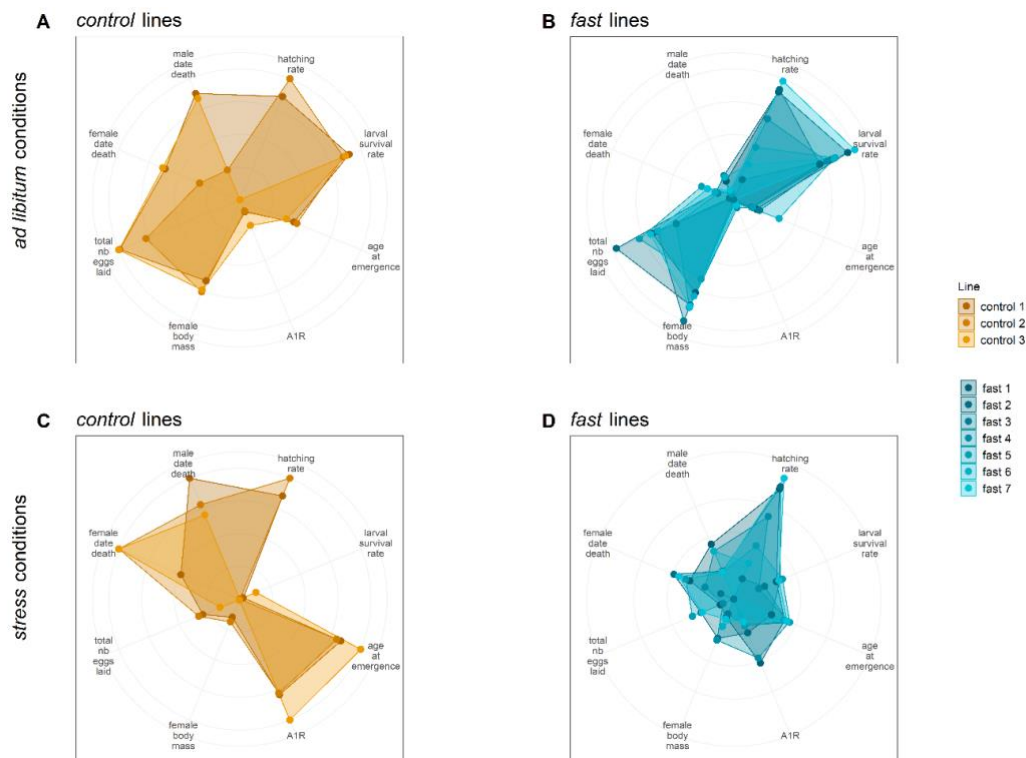 A control lines
B fast lines
ad libitum conditions
male
date
death
hatching
rate
larval
survival
rate
age
at
emergence
A1R
female
body
mass
total
nb
eggs
laid
female
date
death
male
date
death
hatching
rate
larval
survival
rate
age
at
emergence
A1R
female
body
mass
total
nb
eggs
laid
female
date
death
Line
control 1
control 2
control 3
fast 1
fast 2
fast 3
fast 4
fast 5
fast 6
fast 7
C control lines
D fast lines
stress conditions
male
date
death
hatching
rate
larval
survival
rate
age
at
emergence
A1R
female
body
mass
total
nb
eggs
laid
female
date
death
male
date
death
hatching
rate
larval
survival
rate
age
at
emergence
A1R
female
body
mass
total
nb
eggs
laid
female
date
death